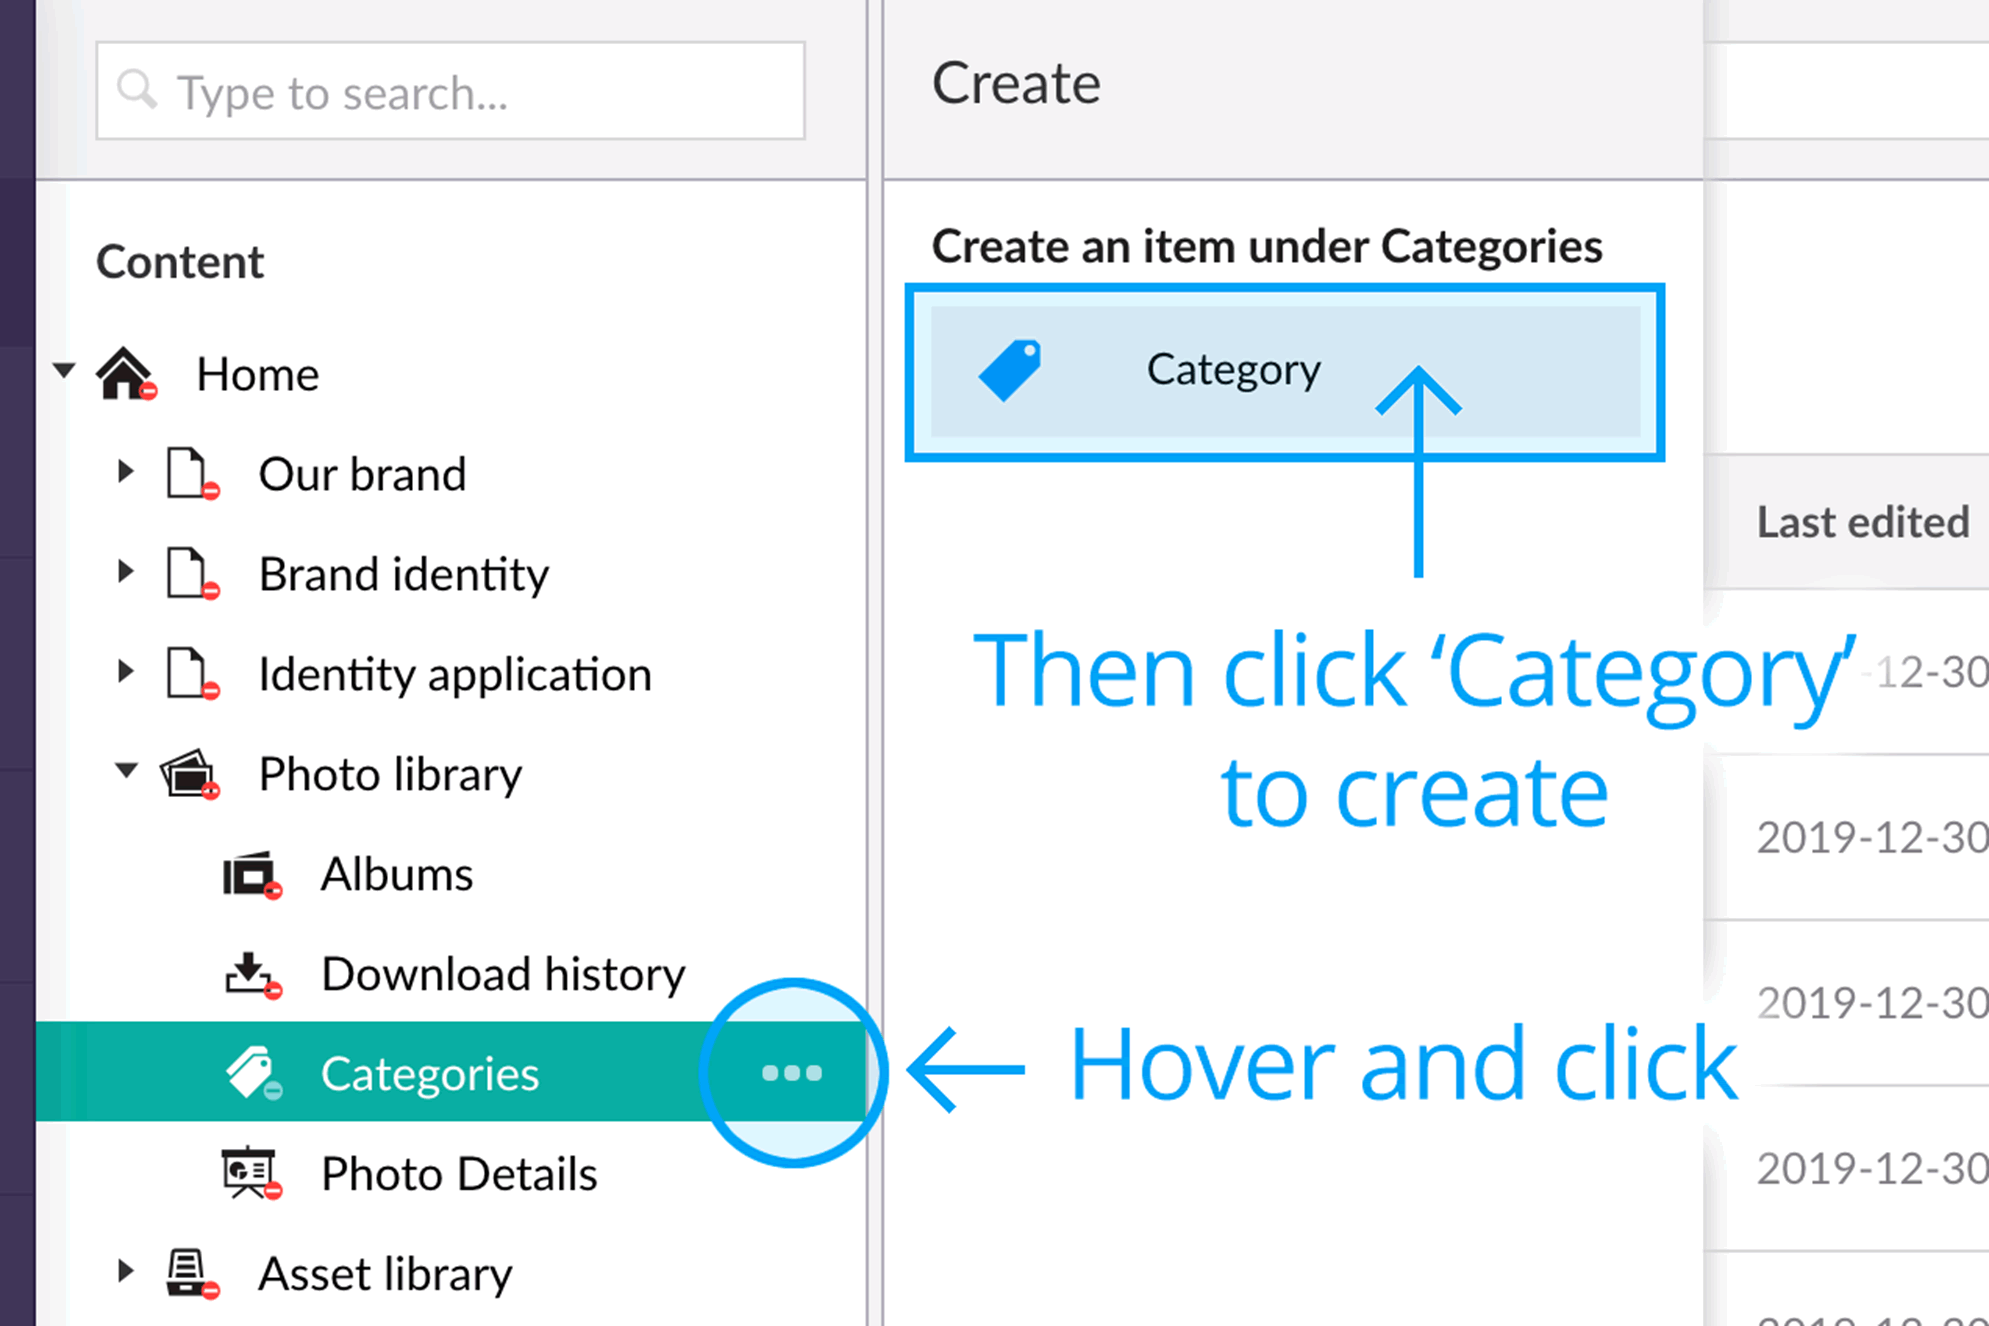 Type to search...
Create
Content
Create an item under Categories
Category
Home
Our brand
Brand identity
Identity application
Photo library
Albums
Download history
Categories
Photo Details
Asset library
Then click ‘Category’
to create
Hover and click
Last edited
-12-30
2019-12-30
2019-12-30
2019-12-30